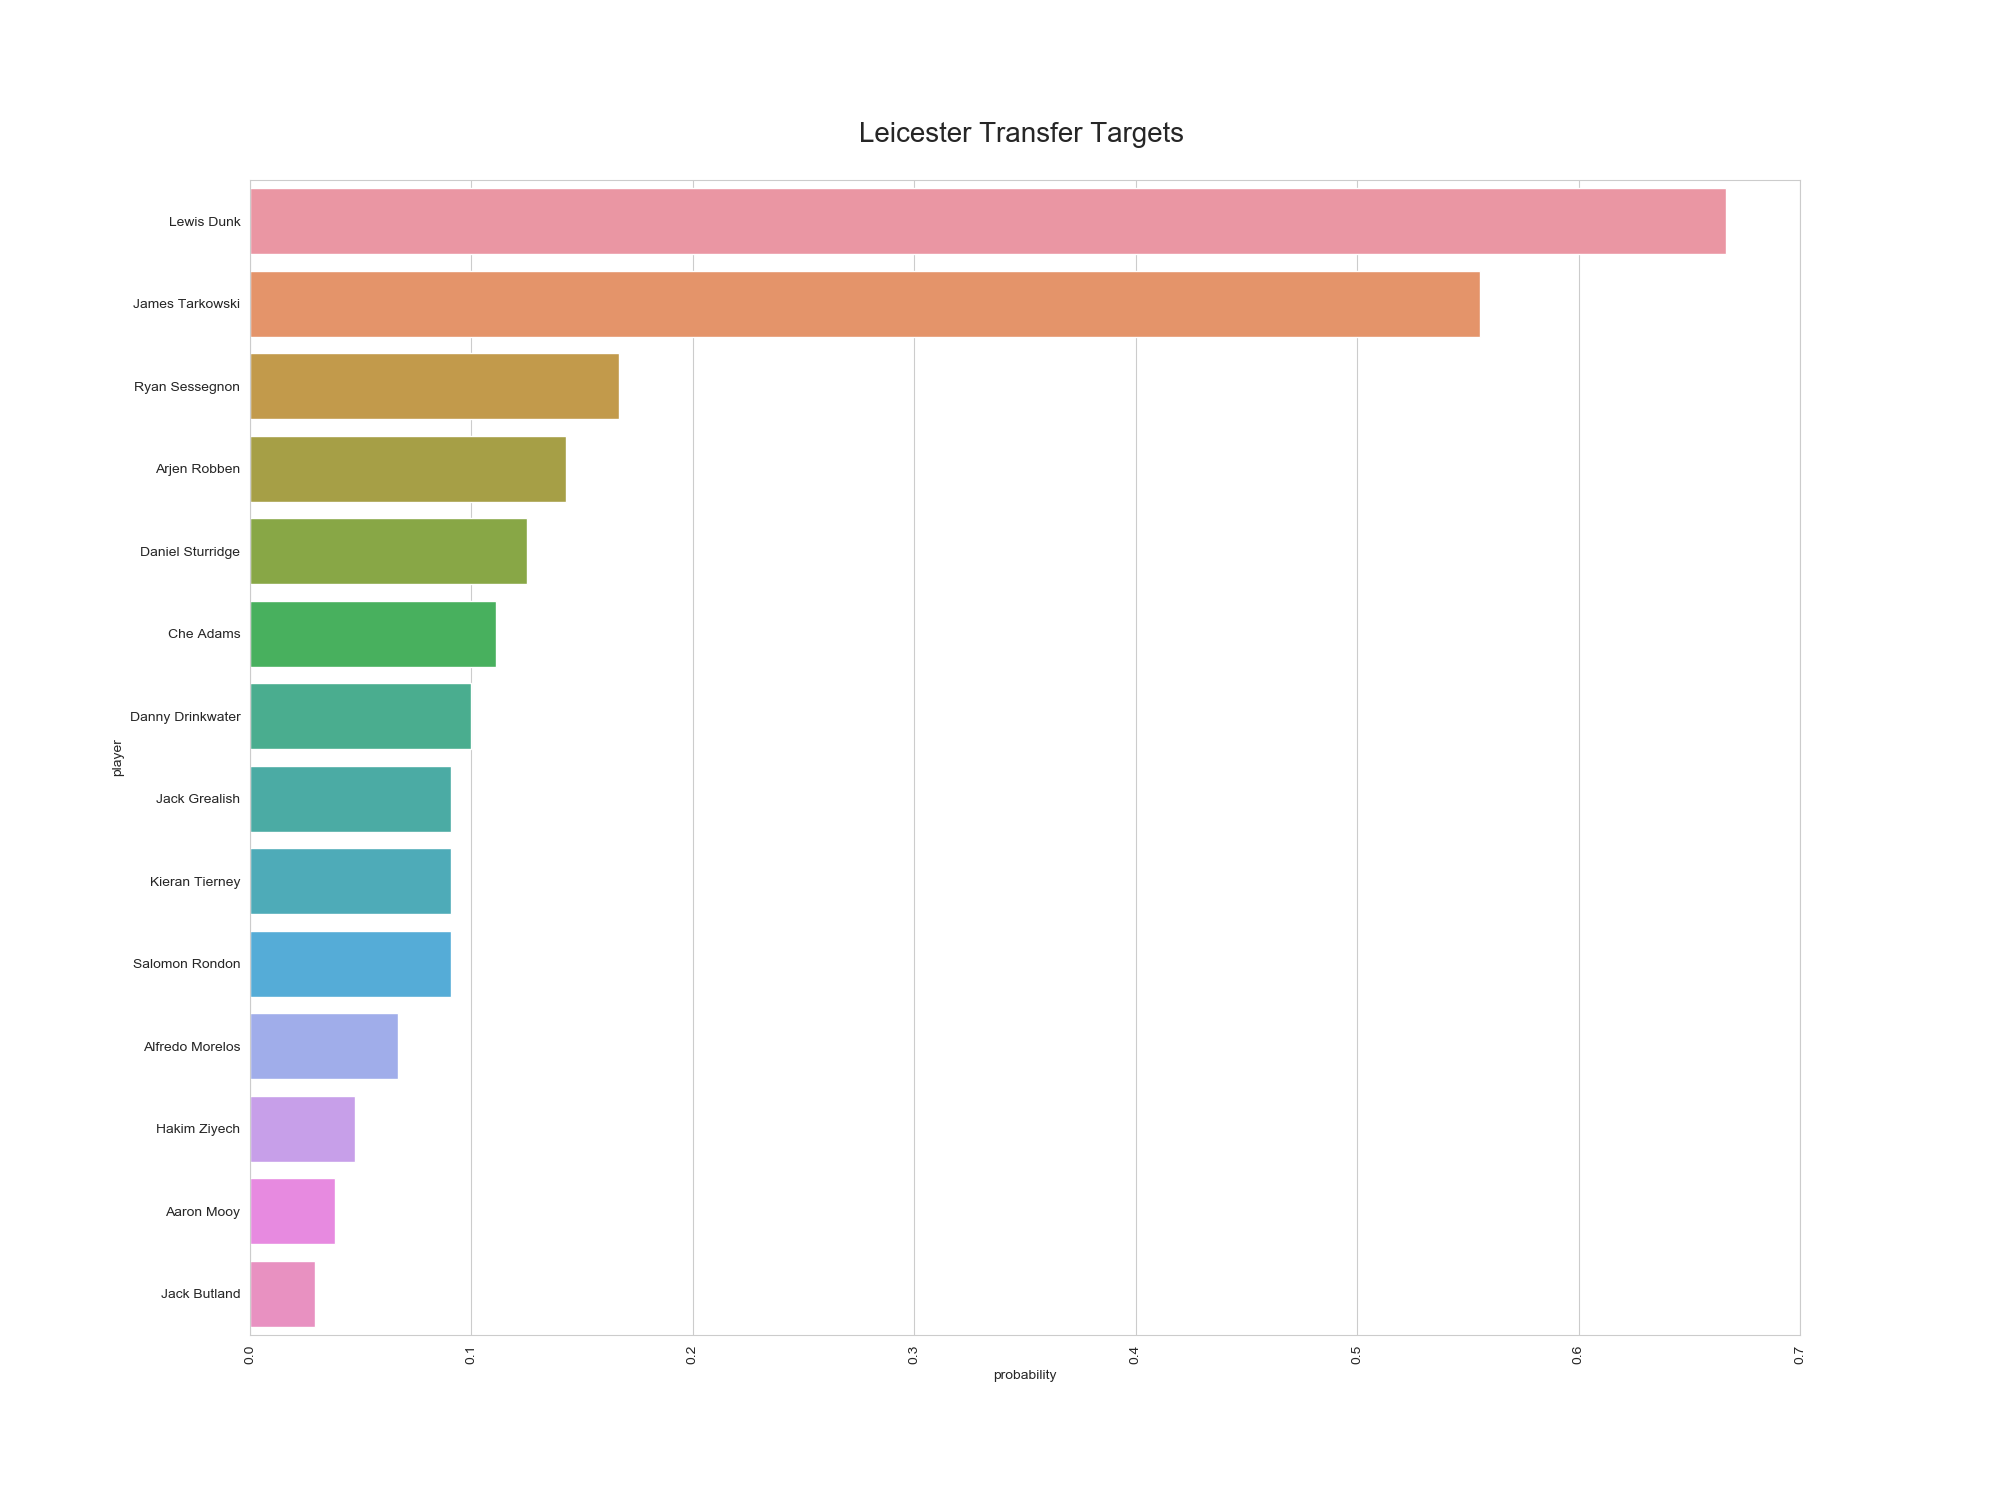 Leicester Transfer Targets
Lewis Dunk
James Tarkowski
Ryan Sessegnon
Arjen Robben
Daniel Sturridge
Che Adams
Danny Drinkwater
player
Jack Grealish
Kieran Tierney
Salomon Rondon
Alfredo Morelos
Hakim Ziyech
Aaron Mooy
Jack Butland
0.0 0.1 0.2 0.3 0.4 0.5 0.6 0.7
probability